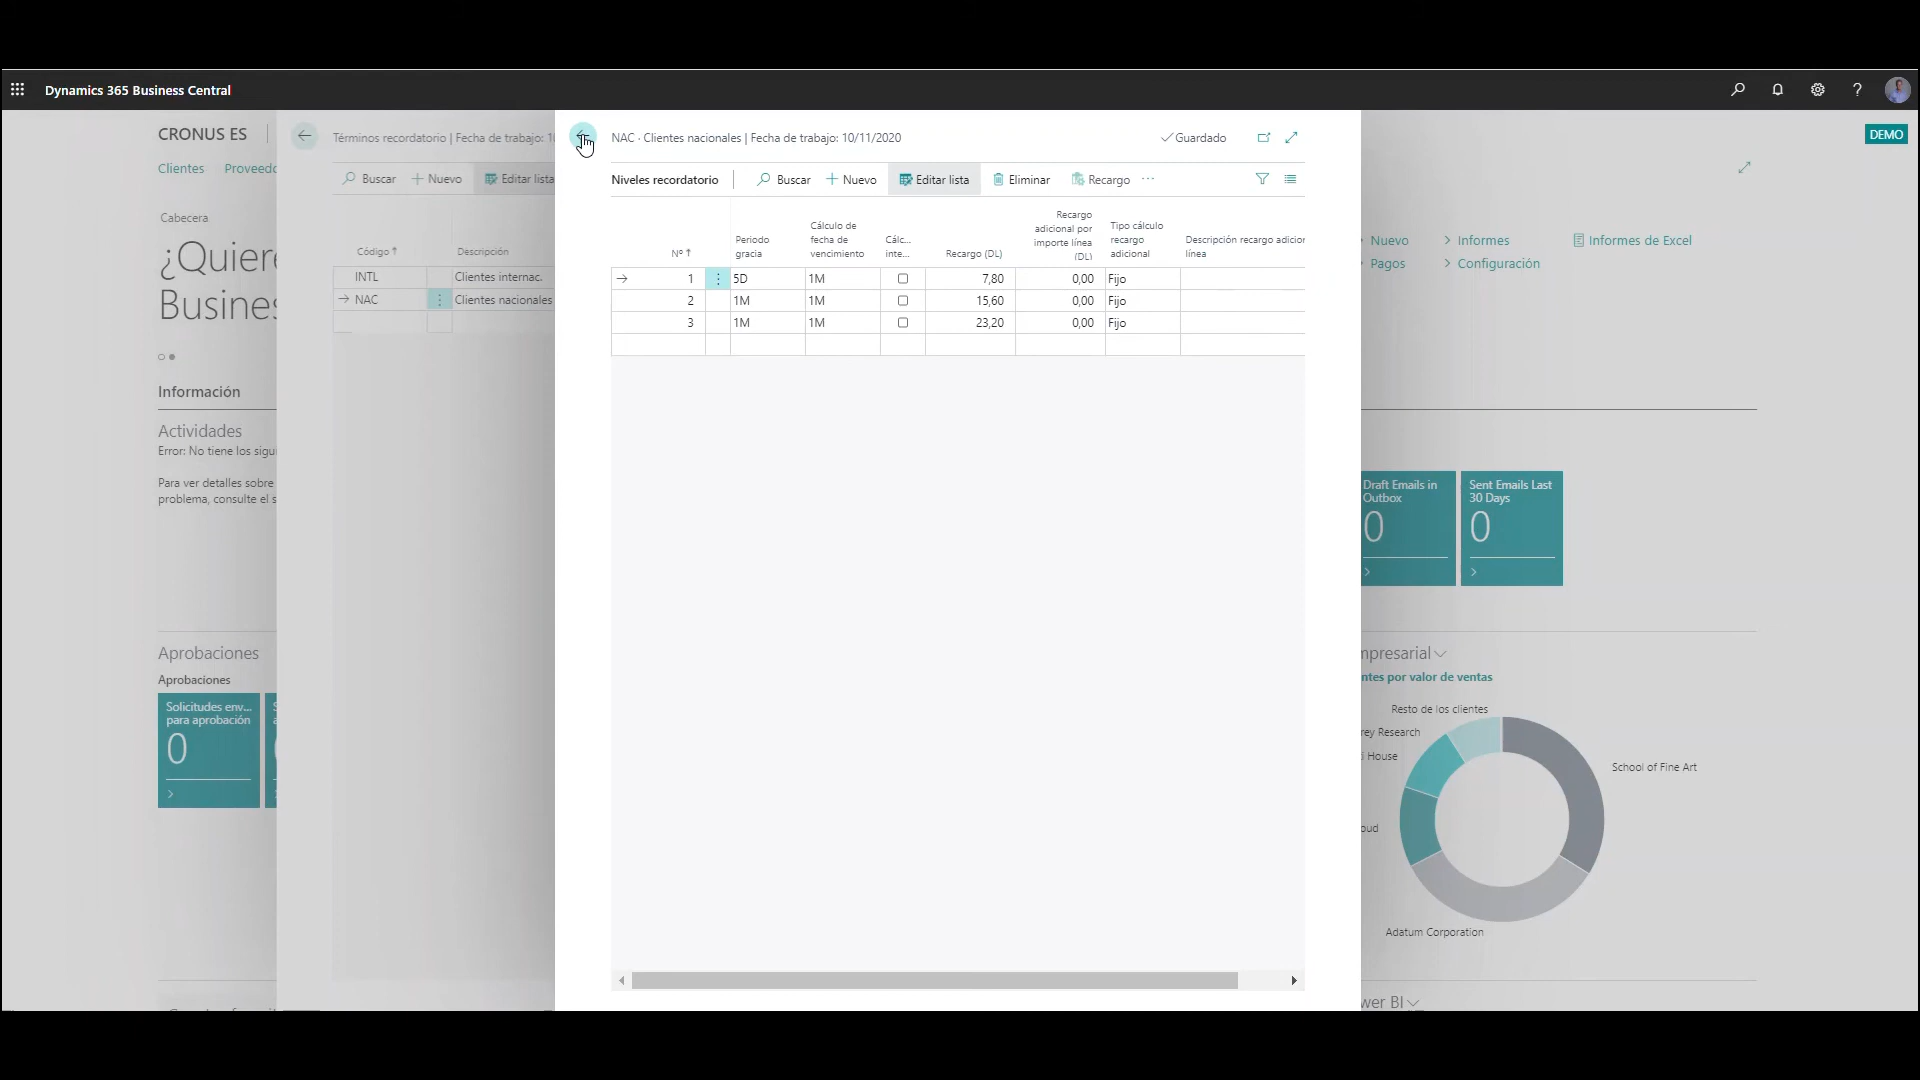 Dynamics 365 Business Central
CRONUS ES
DEMO
Clientes
Proveedo
Cabecera
¿Quiere
Busines
Información
Actividades
Error: No tiene los sigui
Para ver detalles sobre
problema, consulte el s
Aprobaciones
Aprobaciones
Solicitudes env...
para aprobación
0
Términos recordatorio | Fecha de trabajo: 1
Buscar
Nuevo
Editar lista
Código ↑
Descripción
INTL
Clientes internac.
NAC
Clientes nacionales
NAC · Clientes nacionales | Fecha de trabajo: 10/11/2020
Guardado
Niveles recordatorio
Buscar
Nuevo
Editar lista
Eliminar
Recargo
...
Nº ↑
Periodo
gracia
Cálculo de
fecha de
vencimiento
Cálc...
inte...
Recargo (DL)
Recargo
adicional por
importe línea
(DL)
Tipo cálculo
recargo
adicional
Descripción recargo adicior
línea
1 5D 1M 7,80 0,00 Fijo
2 1M 1M 15,60 0,00 Fijo
3 1M 1M 23,20 0,00 Fijo
Nuevo
Informes
Informes de Excel
Pagos
Configuración
Draft Emails in
Outbox
0
Sent Emails Last
30 Days
0
mpresarial
ntes por valor de ventas
Resto de los clientes
rey Research
i House
School of Fine Art
oud
Adatum Corporation
wer BI